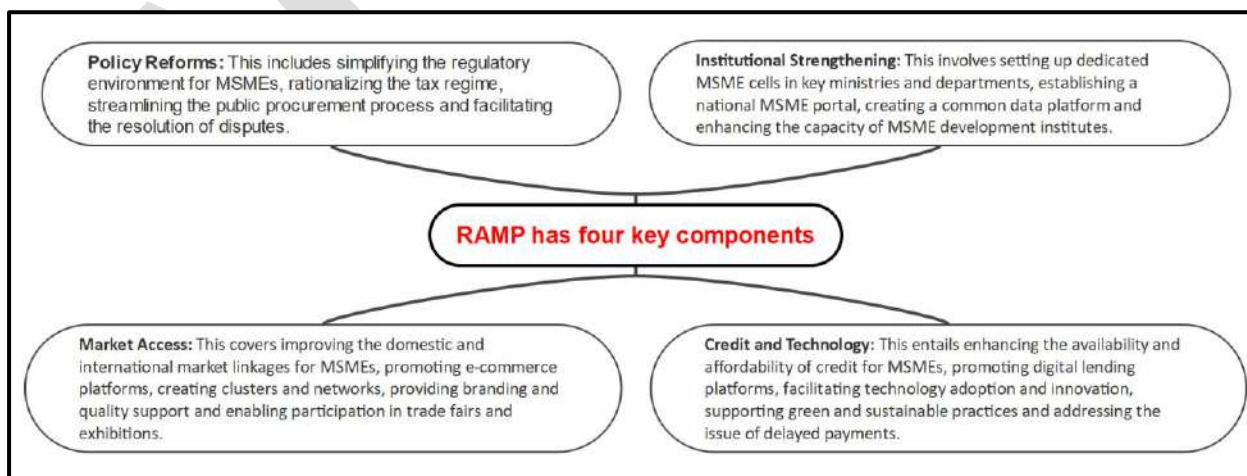 Policy Reforms: This includes simplifying the regulatory
environment for MSMEs, rationalizing the tax regime,
streamlining the public procurement process and facilitating
the resolution of disputes.
Institutional Strengthening: This involves setting up dedicated
MSME cells in key ministries and departments, establishing a
national MSME portal, creating a common data platform and
enhancing the capacity of MSME development institutes.
RAMP has four key components
Market Access: This covers improving the domestic and
international market linkages for MSMEs, promoting e-commerce
platforms, creating clusters and networks, providing branding and
quality support and enabling participation in trade fairs and
exhibitions.
Credit and Technology: This entails enhancing the availability and
affordability of credit for MSMEs, promoting digital lending
platforms, facilitating technology adoption and innovation,
supporting green and sustainable practices and addressing the
issue of delayed payments.